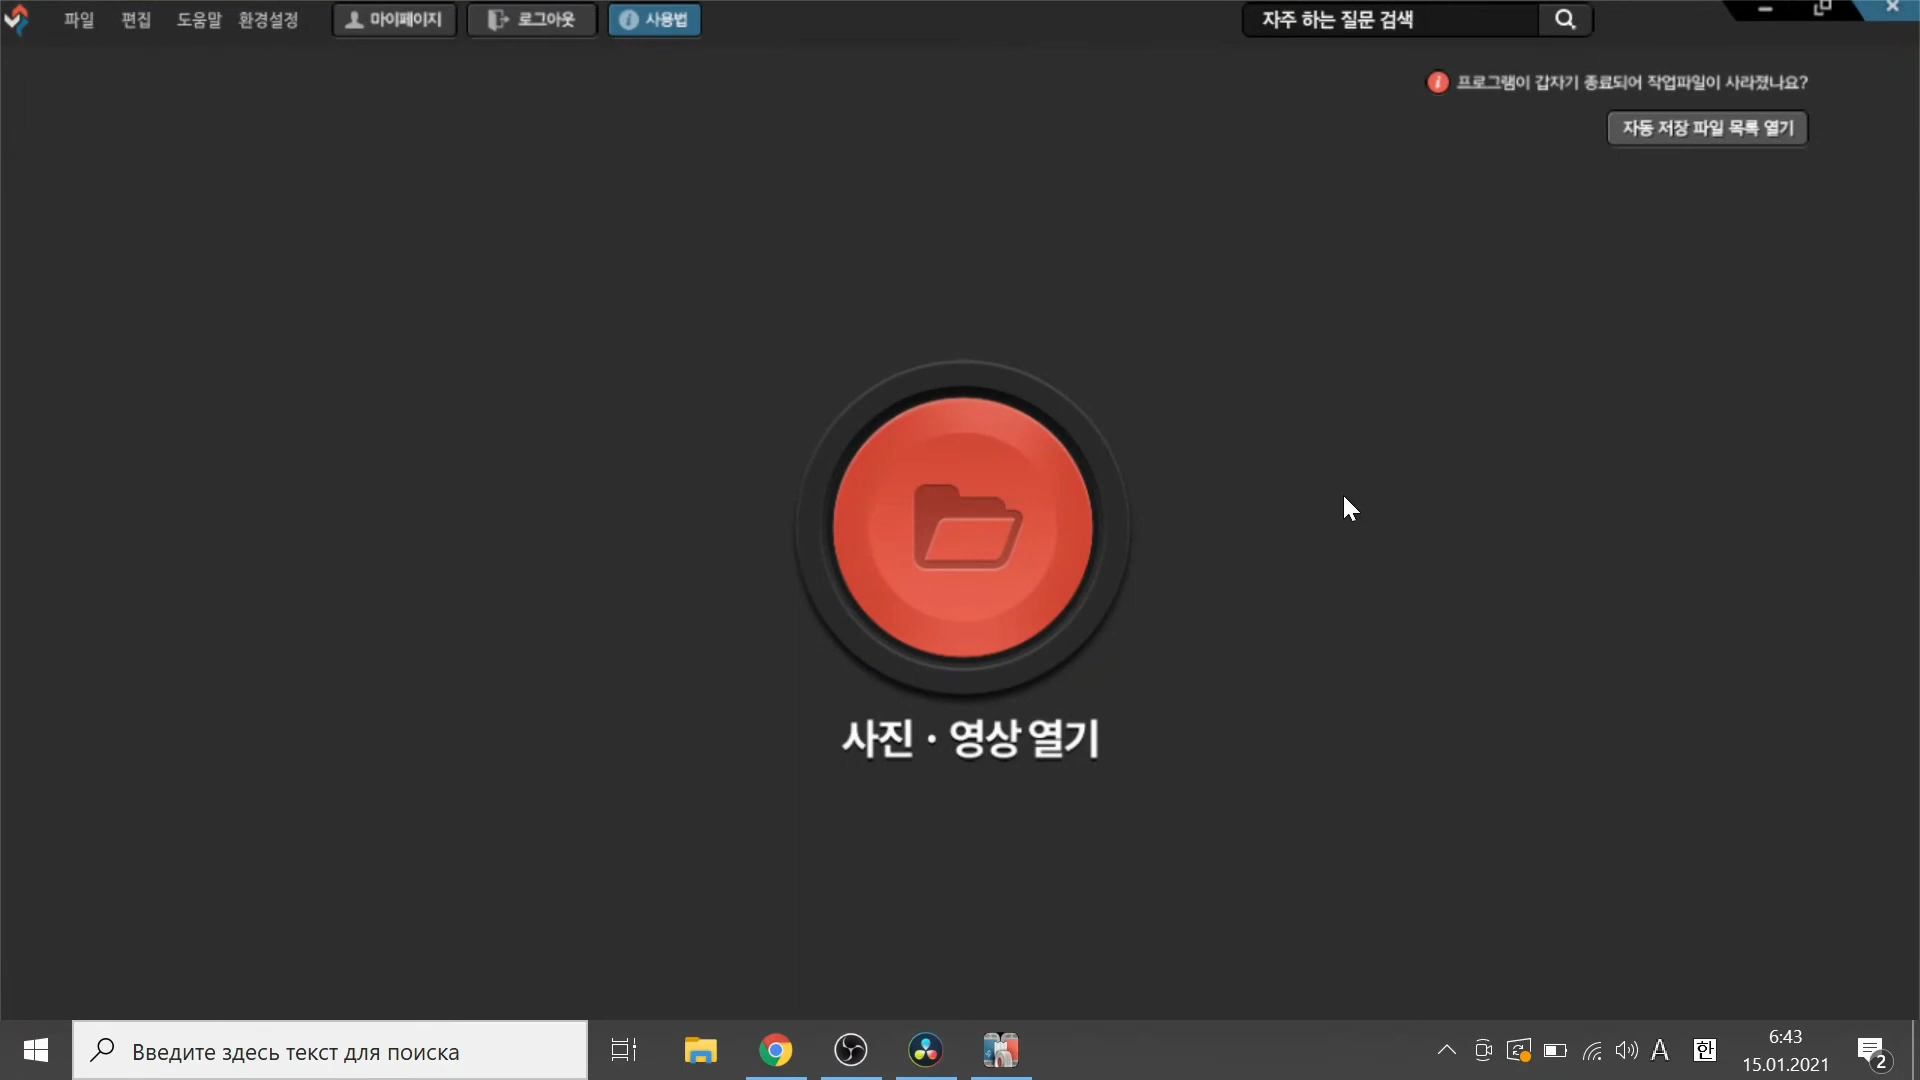 파일 편집 도움말 환경설정 마이페이지 로그아웃 사용법 자주 하는 질문 검색
프로그램이 갑자기 종료되어 작업파일이 사라졌나요?
자동 저장 파일 목록 열기
사진 · 영상 열기
Введите здесь текст для поиска
A 한
6:43
15.01.2021
2